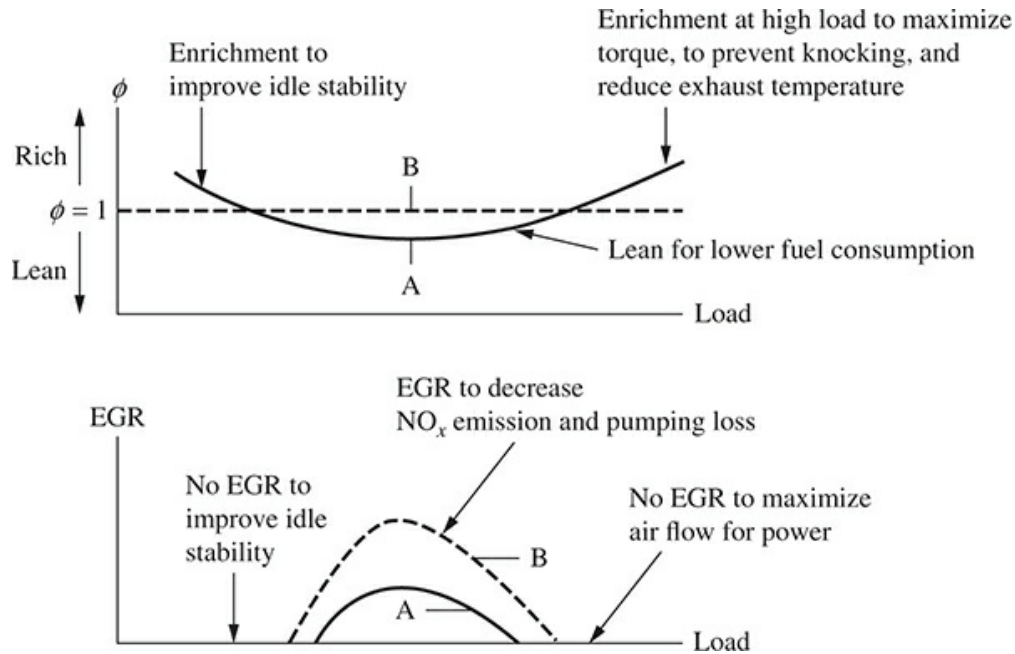 Enrichment to
improve idle stability
Enrichment at high load to maximize
torque, to prevent knocking, and
reduce exhaust temperature
ϕ
Rich
B
ϕ = 1
Lean for lower fuel consumption
Lean
A
Load
EGR to decrease
NOₓ emission and pumping loss
EGR
No EGR to
improve idle
stability
No EGR to maximize
air flow for power
B
A
Load